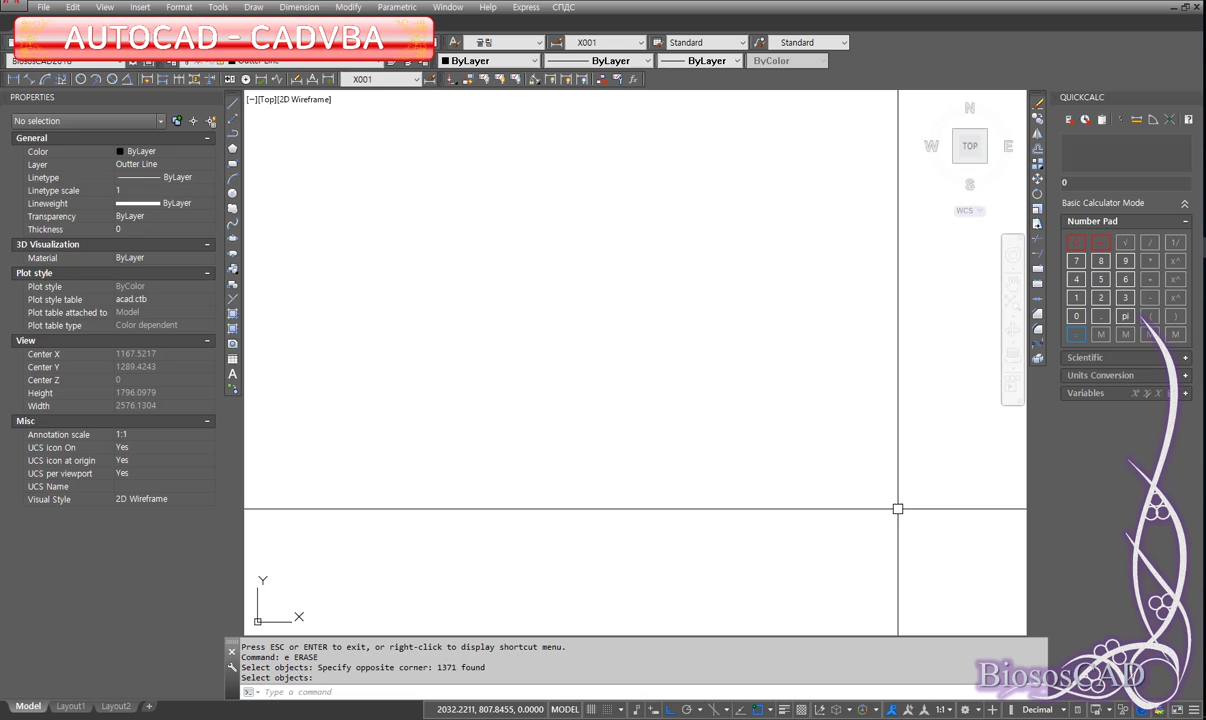 File Edit View Insert Format Tools Draw Dimension Modify Parametric Window Help Express СПДС
AUTOCAD - CADVBA
굴림 X001 Standard Standard
ByLayer ByLayer ByLayer ByColor
X001
PROPERTIES
No selection
General
Color ByLayer
Layer Outter Line
Linetype ByLayer
Linetype scale 1
Lineweight ByLayer
Transparency ByLayer
Thickness 0
3D Visualization
Material ByLayer
Plot style
Plot style ByColor
Plot style table acad.ctb
Plot table attached to Model
Plot table type Color dependent
View
Center X 1167.5217
Center Y 1289.4243
Center Z 0
Height 1796.0979
Width 2576.1304
Misc
Annotation scale 1:1
UCS icon On Yes
UCS icon at origin Yes
UCS per viewport Yes
UCS Name
Visual Style 2D Wireframe
[−][Top][2D Wireframe]
N
W TOP E
S
WCS
Y
X
QUICKCALC
0
Basic Calculator Mode
Number Pad
√ / 1/
7 8 9 * x^
4 5 6 + x^
1 2 3 - x^
0 . pi ( )
= M M M M
Scientific
Units Conversion
Variables
Press ESC or ENTER to exit, or right-click to display shortcut menu.
Command: e ERASE
Select objects: Specify opposite corner: 1371 found
Select objects:
Type a command
BiososCAD
Model Layout1 Layout2 +
2032.2211, 807.8455, 0.0000 MODEL 1:1 Decimal